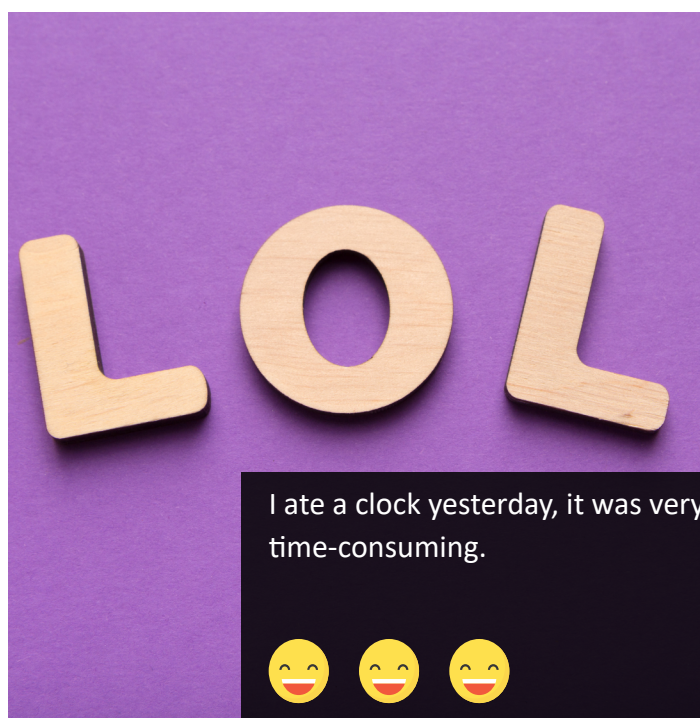 LOL
I ate a clock yesterday, it was very
time-consuming.